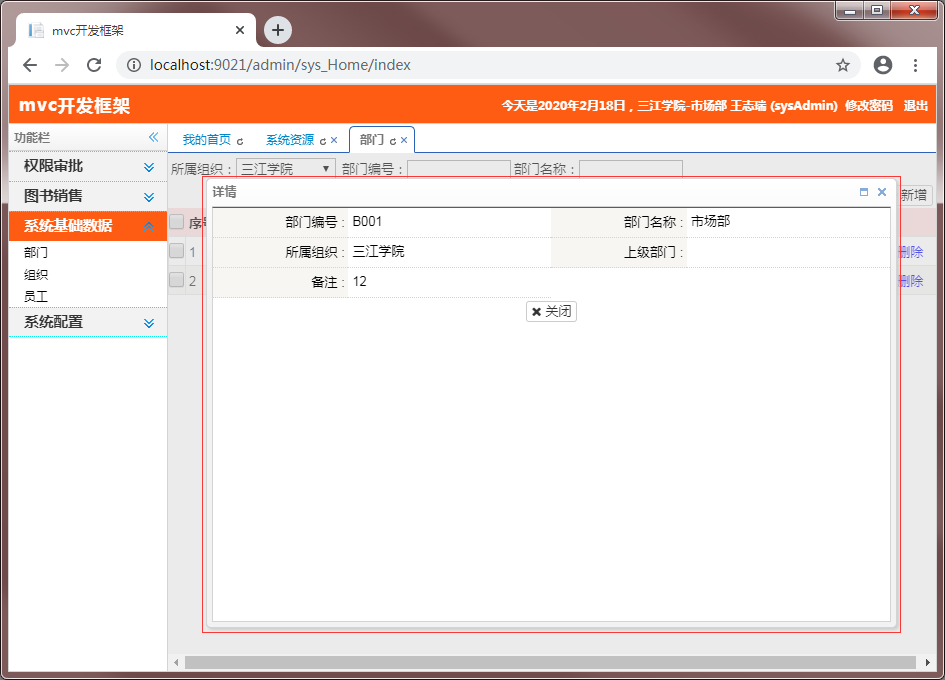 mvc开发框架
localhost:9021/admin/sys_Home/index
mvc开发框架
今天是2020年2月18日，三江学院-市场部 王志瑞 (sysAdmin) 修改密码 退出
功能栏
我的首页 系统资源 部门
权限审批
图书销售
系统基础数据
部门
组织
员工
系统配置
所属组织： 三江学院 部门编号： 部门名称：
新增
序号
1 删除
2 删除
详情
部门编号： B001 部门名称： 市场部
所属组织： 三江学院 上级部门：
备注： 12
关闭